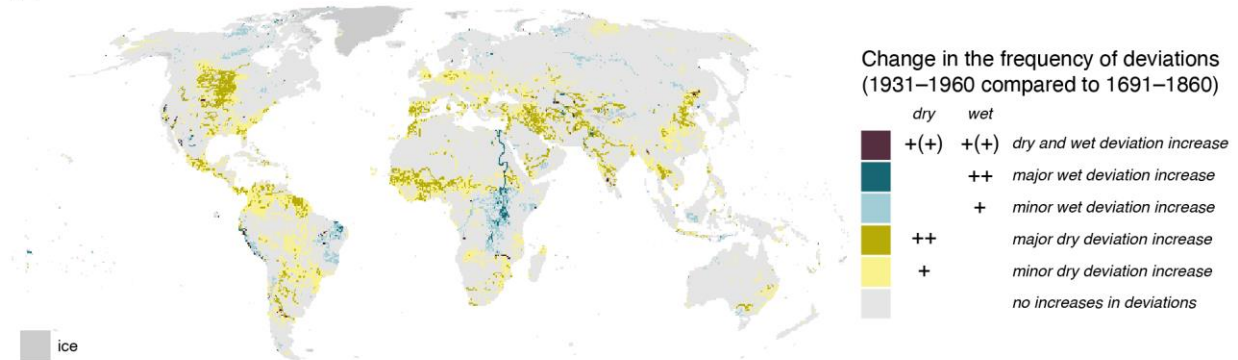 Change in the frequency of deviations
(1931–1960 compared to 1691–1860)
dry wet
+(+) +(+) dry and wet deviation increase
++ major wet deviation increase
+ minor wet deviation increase
++ major dry deviation increase
+ minor dry deviation increase
no increases in deviations
ice